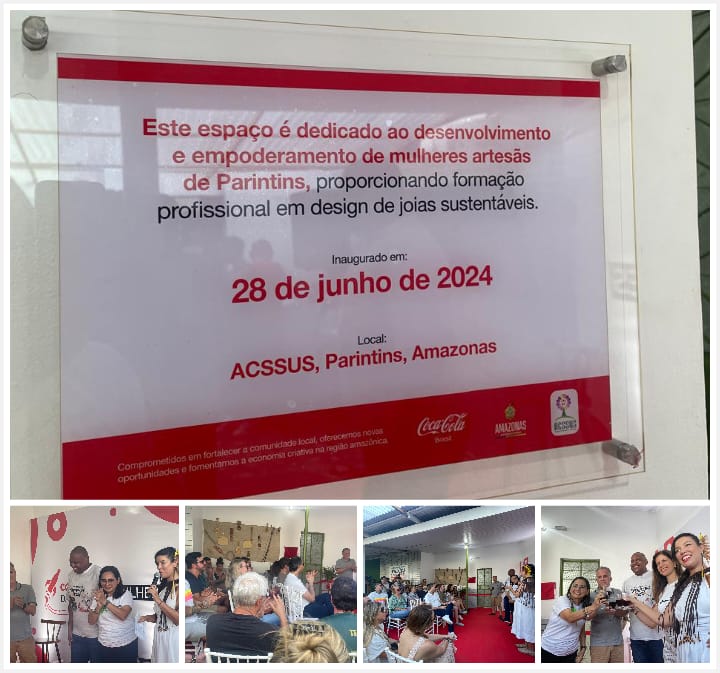 Este espaço é dedicado ao desenvolvimento
e empoderamento de mulheres artesãs
de Parintins, proporcionando formação
profissional em design de joias sustentáveis.
Inaugurado em:
28 de junho de 2024
Local:
ACSSUS, Parintins, Amazonas
Comprometidos em fortalecer a comunidade local, oferecemos novas
oportunidades e fomentamos a economia criativa na região amazônica.
Coca-Cola
Brasil
AMAZONAS